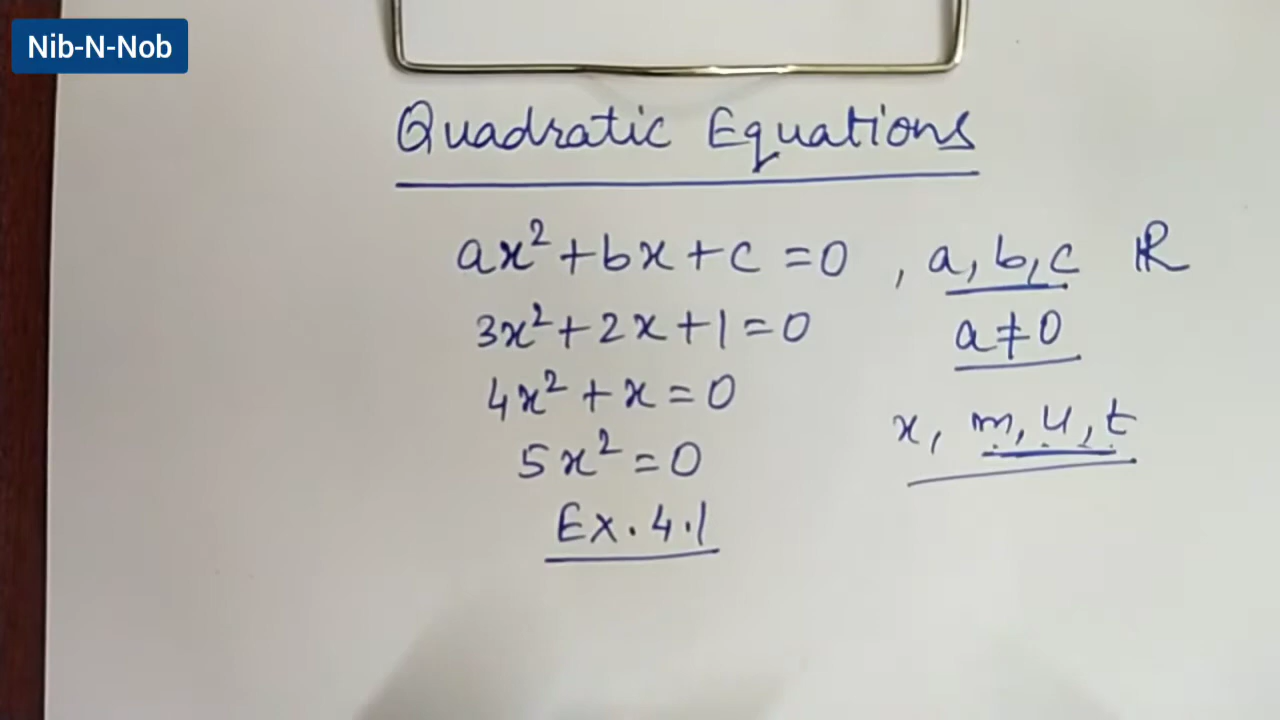 Nib-N-Nob
Quadratic Equations
ax²+bx+c=0 , a, b, c ℝ
3x²+2x+1=0 a≠0
4x²+x=0
x, m, u, t
5x²=0
Ex. 4.1